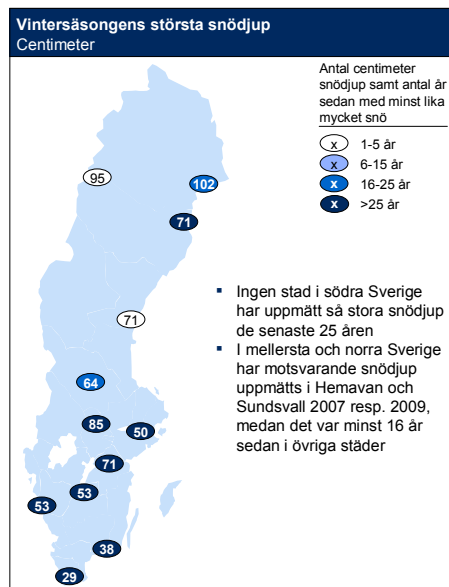 Vintersäsongens största snödjup
Centimeter
Antal centimeter
snödjup samt antal år
sedan med minst lika
mycket snö
x 1-5 år
x 6-15 år
x 16-25 år
x >25 år
95
102
71
71
64
85
50
71
53
53
38
29
▪ Ingen stad i södra Sverige
har uppmätt så stora snödjup
de senaste 25 åren
▪ I mellersta och norra Sverige
har motsvarande snödjup
uppmätts i Hemavan och
Sundsvall 2007 resp. 2009,
medan det var minst 16 år
sedan i övriga städer